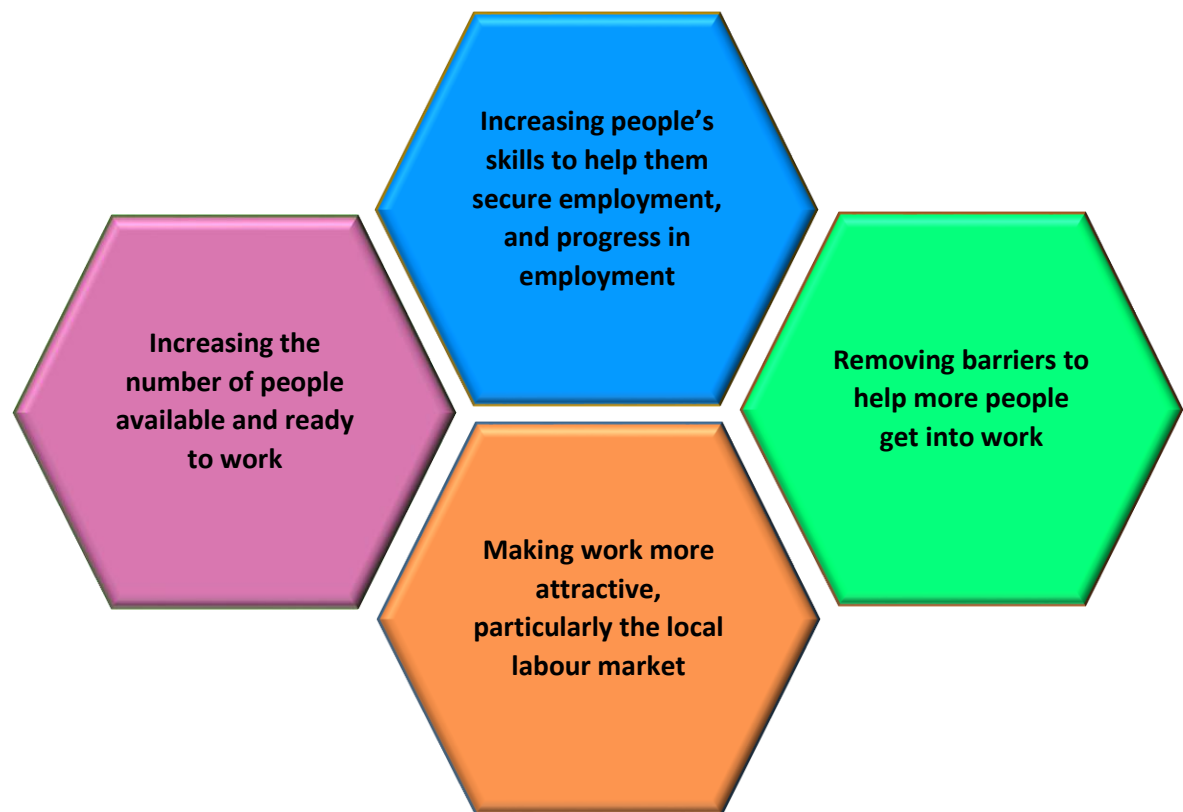 Increasing people’s
skills to help them
secure employment,
and progress in
employment
Increasing the
number of people
available and ready
to work
Removing barriers to
help more people
get into work
Making work more
attractive,
particularly the local
labour market